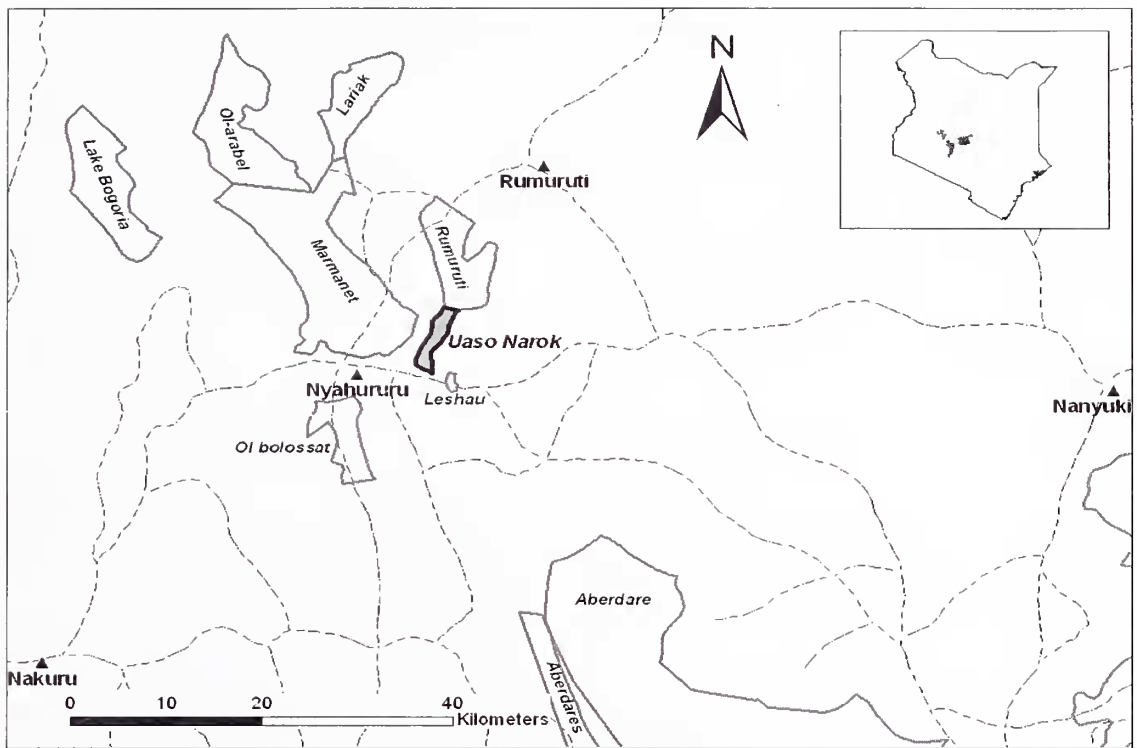 N
Lariak
Ol-arabel
Lake Bogoria
Rumuruti
Rumuruti
Marmanet
Uaso Narok
Nyahururu
Leshau
Nanyuki
Ol bolossat
Aberdare
Aberdares
Nakuru
0 10 20 40
Kilometers